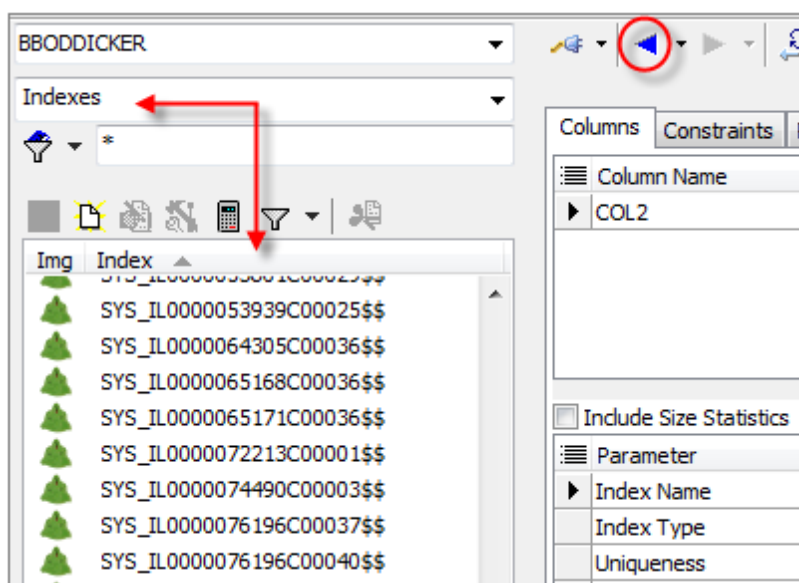 BBODDICKER
Indexes
*
Img Index
SYS_IL0000053939C00025$$
SYS_IL0000064305C00036$$
SYS_IL0000065168C00036$$
SYS_IL0000065171C00036$$
SYS_IL0000072213C00001$$
SYS_IL0000074490C00003$$
SYS_IL0000076196C00037$$
SYS_IL0000076196C00040$$
Columns Constraints
Column Name
COL2
Include Size Statistics
Parameter
Index Name
Index Type
Uniqueness